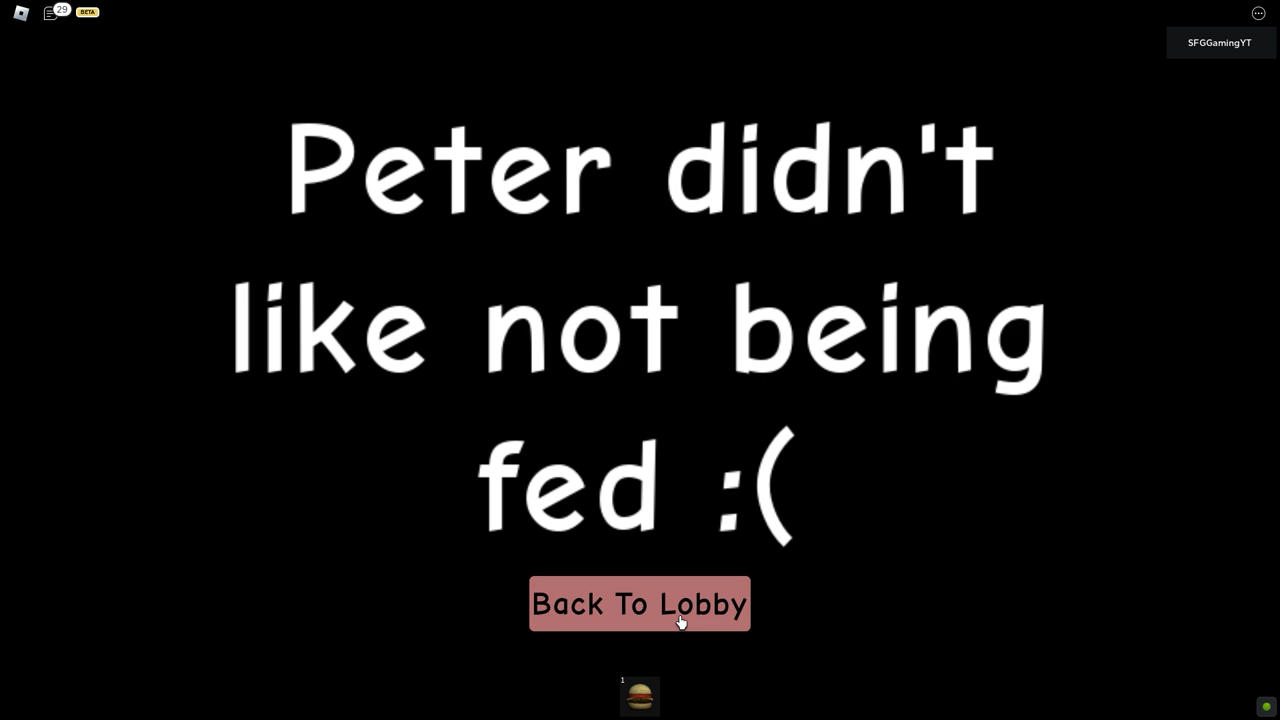 29
BETA
SFGGamingYT
Peter didn't
like not being
fed :(
Back To Lobby
1